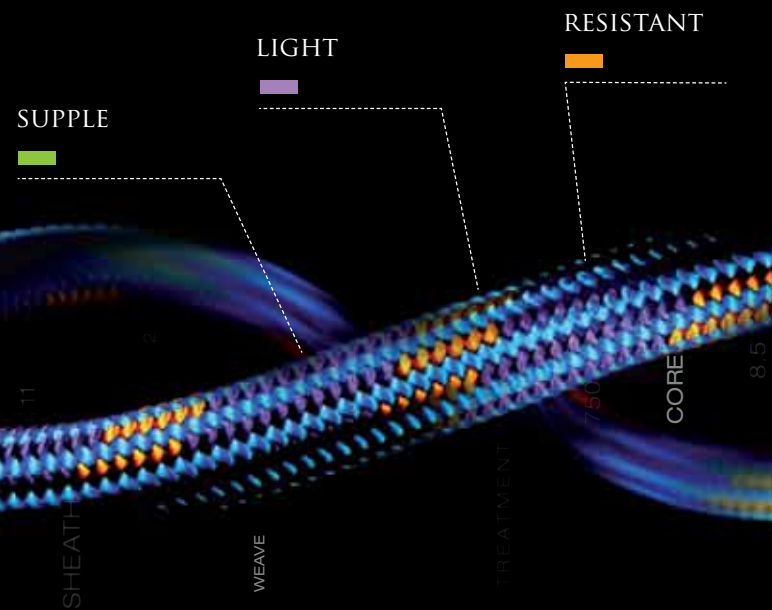 RESISTANT
LIGHT
SUPPLE
2
11
8.5
750
CORE
TREATMENT
SHEATH
WEAVE